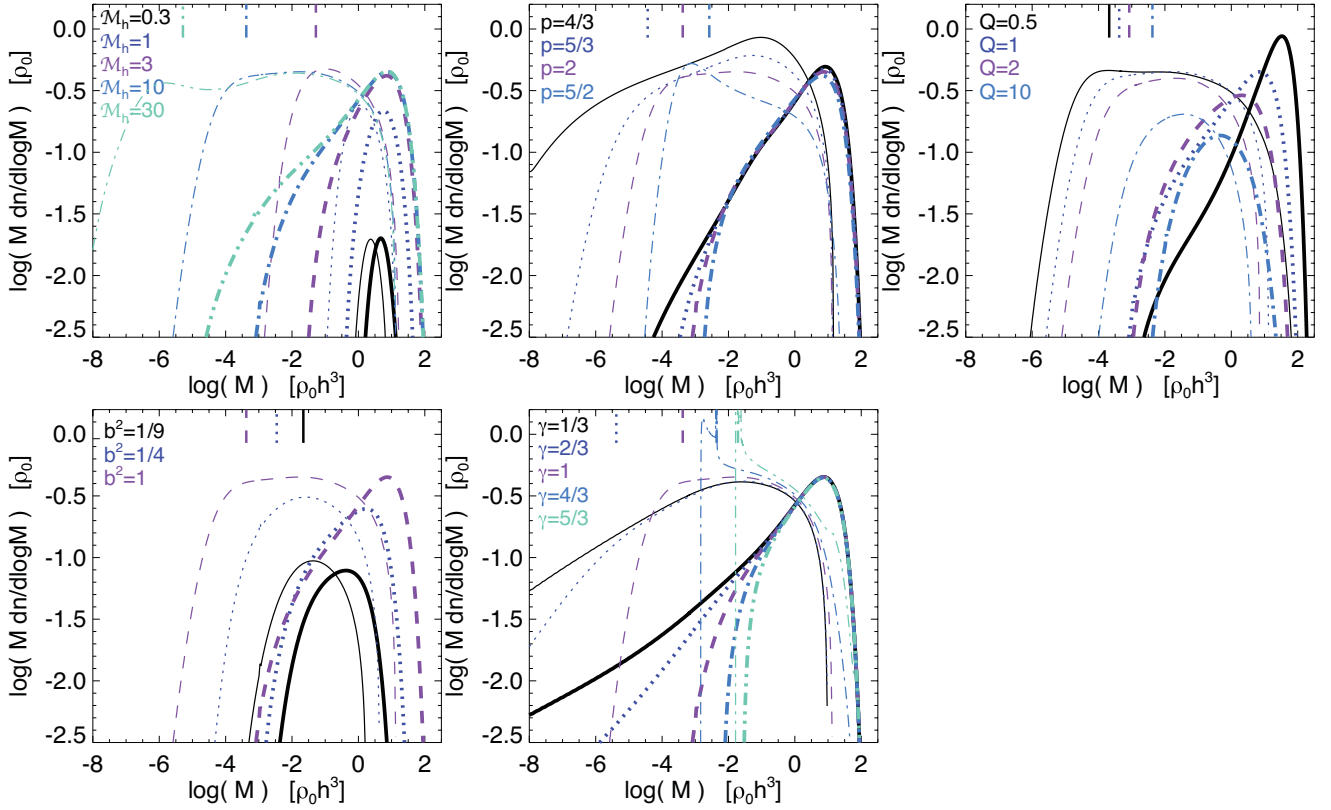 ℳ_h=0.3
ℳ_h=1
ℳ_h=3
ℳ_h=10
ℳ_h=30
0.0
-0.5
-1.0
-1.5
-2.0
-2.5
log( M dn/dlogM ) [ρ₀]
-8 -6 -4 -2 0 2
log( M ) [ρ₀h³]
p=4/3
p=5/3
p=2
p=5/2
0.0
-0.5
-1.0
-1.5
-2.0
-2.5
log( M dn/dlogM ) [ρ₀]
-8 -6 -4 -2 0 2
log( M ) [ρ₀h³]
Q=0.5
Q=1
Q=2
Q=10
0.0
-0.5
-1.0
-1.5
-2.0
-2.5
log( M dn/dlogM ) [ρ₀]
-8 -6 -4 -2 0 2
log( M ) [ρ₀h³]
b²=1/9
b²=1/4
b²=1
0.0
-0.5
-1.0
-1.5
-2.0
-2.5
log( M dn/dlogM ) [ρ₀]
-8 -6 -4 -2 0 2
log( M ) [ρ₀h³]
γ=1/3
γ=2/3
γ=1
γ=4/3
γ=5/3
0.0
-0.5
-1.0
-1.5
-2.0
-2.5
log( M dn/dlogM ) [ρ₀]
-8 -6 -4 -2 0 2
log( M ) [ρ₀h³]